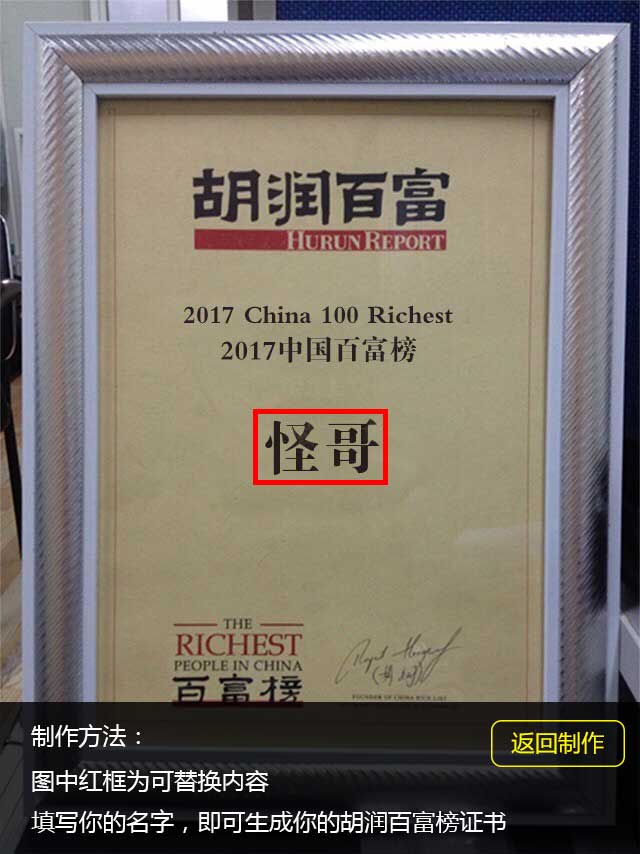 胡润百富
HURUN REPORT
2017 China 100 Richest
2017中国百富榜
怪哥
THE
RICHEST
PEOPLE IN CHINA
百富榜
FOUNDER OF CHINA RICH LIST
制作方法：
返回制作
图中红框为可替换内容
填写你的名字，即可生成你的胡润百富榜证书